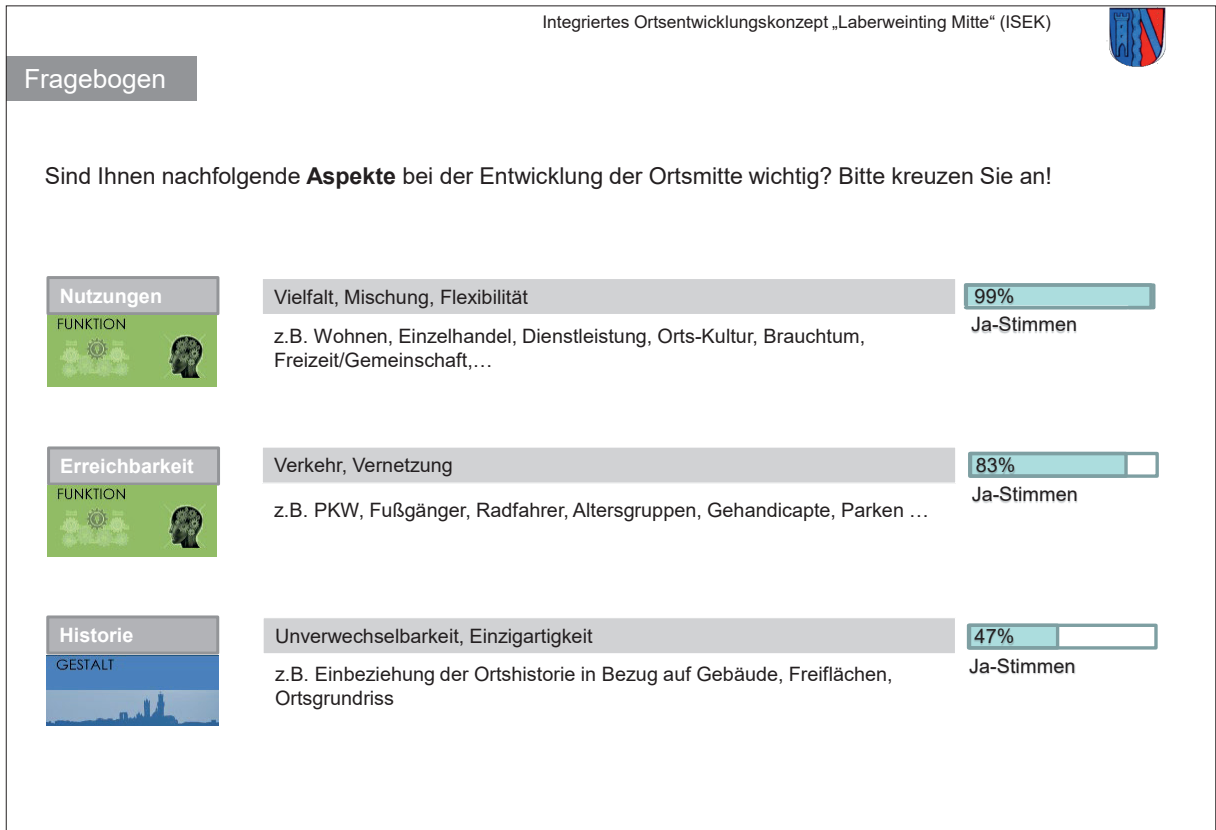 Integriertes Ortsentwicklungskonzept „Laberweinting Mitte“ (ISEK)
Fragebogen
Sind Ihnen nachfolgende Aspekte bei der Entwicklung der Ortsmitte wichtig? Bitte kreuzen Sie an!
Nutzungen
FUNKTION
Vielfalt, Mischung, Flexibilität
z.B. Wohnen, Einzelhandel, Dienstleistung, Orts-Kultur, Brauchtum,
Freizeit/Gemeinschaft,…
99%
Ja-Stimmen
Erreichbarkeit
FUNKTION
Verkehr, Vernetzung
z.B. PKW, Fußgänger, Radfahrer, Altersgruppen, Gehandicapte, Parken …
83%
Ja-Stimmen
Historie
GESTALT
Unverwechselbarkeit, Einzigartigkeit
z.B. Einbeziehung der Ortshistorie in Bezug auf Gebäude, Freiflächen,
Ortsgrundriss
47%
Ja-Stimmen